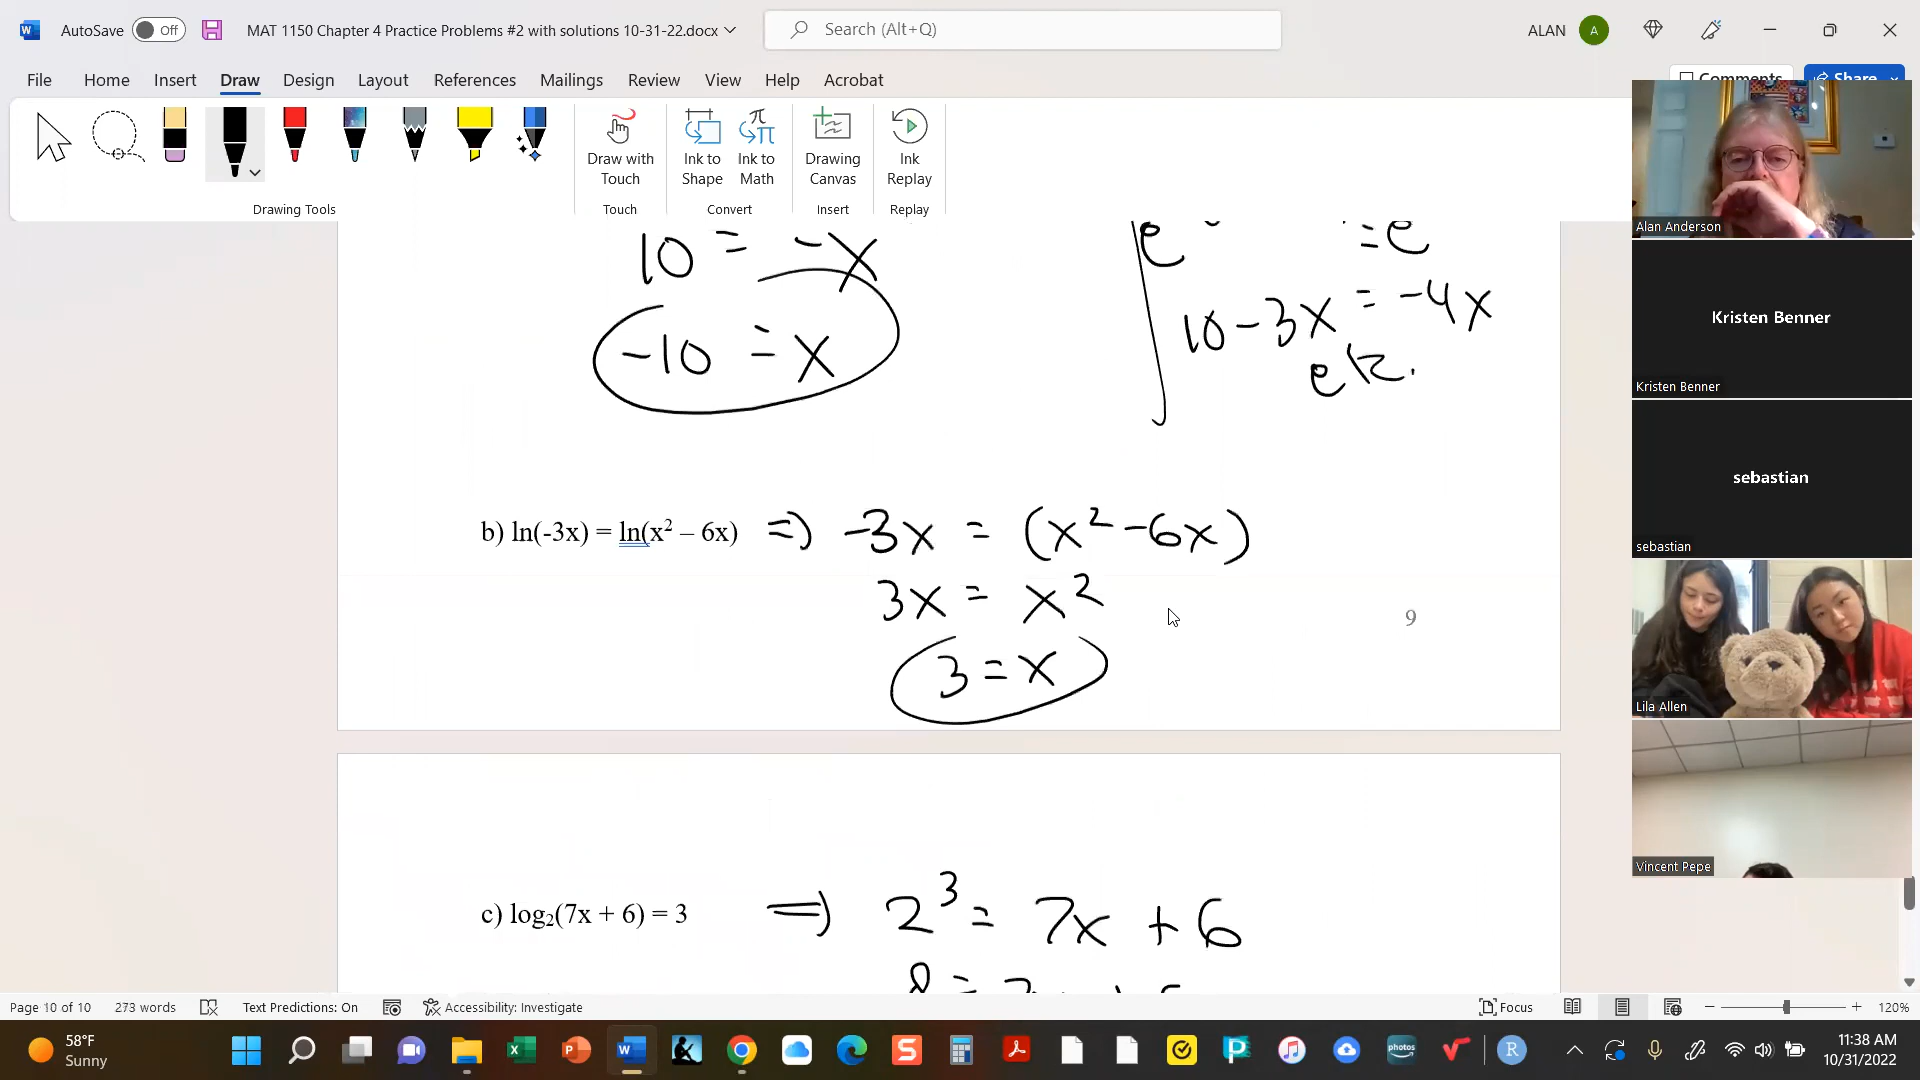 AutoSave Off MAT 1150 Chapter 4 Practice Problems #2 with solutions 10-31-22.docx Search (Alt+Q) ALAN A
File Home Insert Draw Design Layout References Mailings Review View Help Acrobat Comments Share
Draw with Touch Ink to Shape Ink to Math Drawing Canvas Ink Replay
Drawing Tools Touch Convert Insert Replay
10 = -x
-10 = x
e = e
10-3x = -4x
etc.
b) ln(-3x) = ln(x² – 6x) => -3x = (x² -6x)
3x = x²
3 = x
9
c) log₂(7x + 6) = 3 => 2³ = 7x + 6
Alan Anderson
Kristen Benner
Kristen Benner
sebastian
sebastian
Lila Allen
Vincent Pepe
Page 10 of 10 273 words Text Predictions: On Accessibility: Investigate Focus 120%
58°F
Sunny
photos
R
11:38 AM
10/31/2022